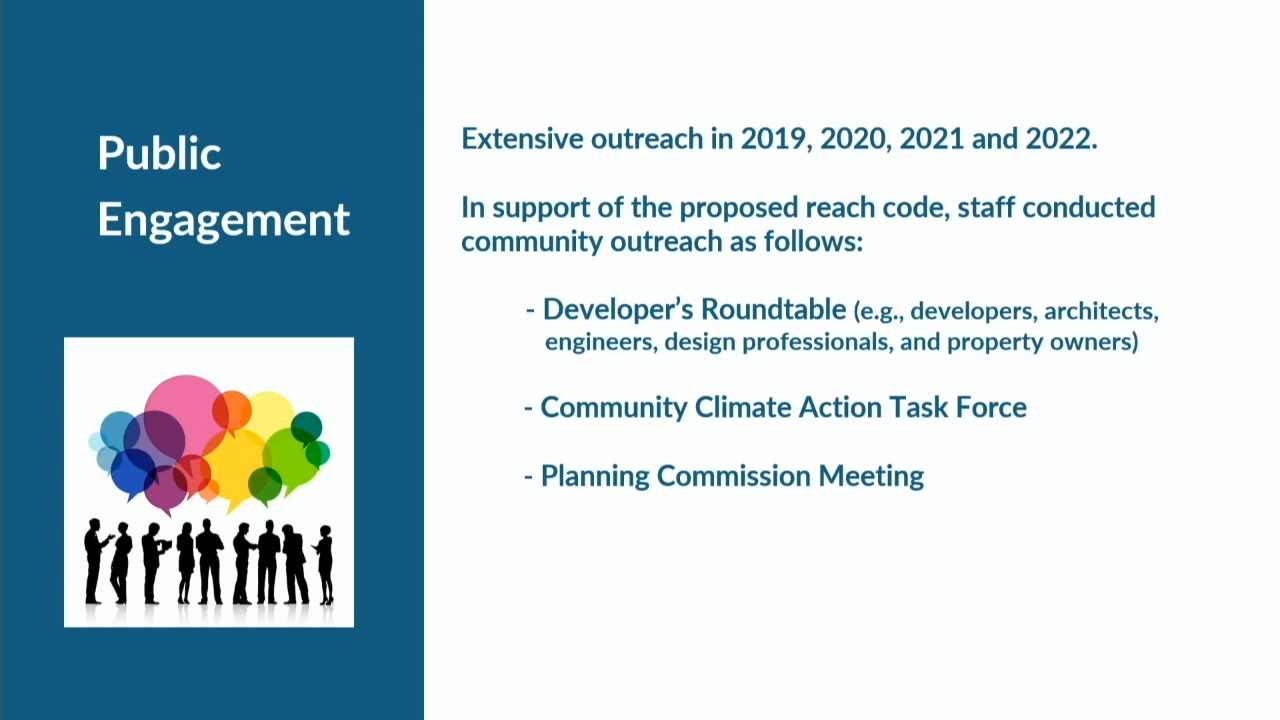 Public
Engagement
Extensive outreach in 2019, 2020, 2021 and 2022.
In support of the proposed reach code, staff conducted
community outreach as follows:
- Developer’s Roundtable (e.g., developers, architects,
engineers, design professionals, and property owners)
- Community Climate Action Task Force
- Planning Commission Meeting